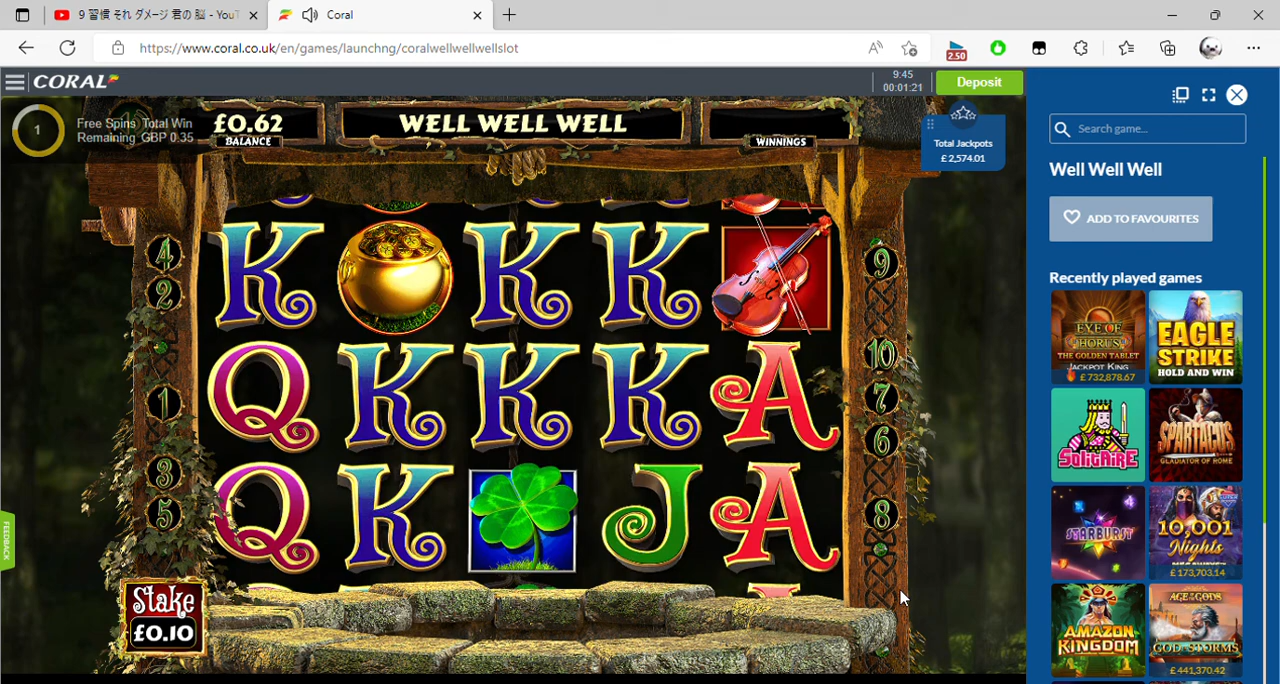 9 習慣 それ ダメージ 君の 脳 - YouT
Coral
https://www.coral.co.uk/en/games/launchng/coralwellwellwellslot
2.50
CORAL
9:45
00:01:21
Deposit
1
Free Spins Remaining
Total Win GBP 0.35
£0.62
BALANCE
WELL WELL WELL
WINNINGS
Total Jackpots
£ 2,574.01
Search game...
Well Well Well
ADD TO FAVOURITES
Recently played games
K K K
Q K K K A
Q K J A
4
2
1
3
5
9
10
7
6
8
FEEDBACK
Stake
£0.10
EYE OF HORUS
THE GOLDEN TABLET
JACKPOT KING
£ 732,878.67
EAGLE STRIKE
HOLD AND WIN
SOLITAIRE
SPARTACUS
GLADIATOR OF ROME
STARBURST
10,001 Nights
MEGAWAYS
£ 173,703.14
AMAZON KINGDOM
AGE OF THE GODS
GOD OF STORMS
£ 441,370.42